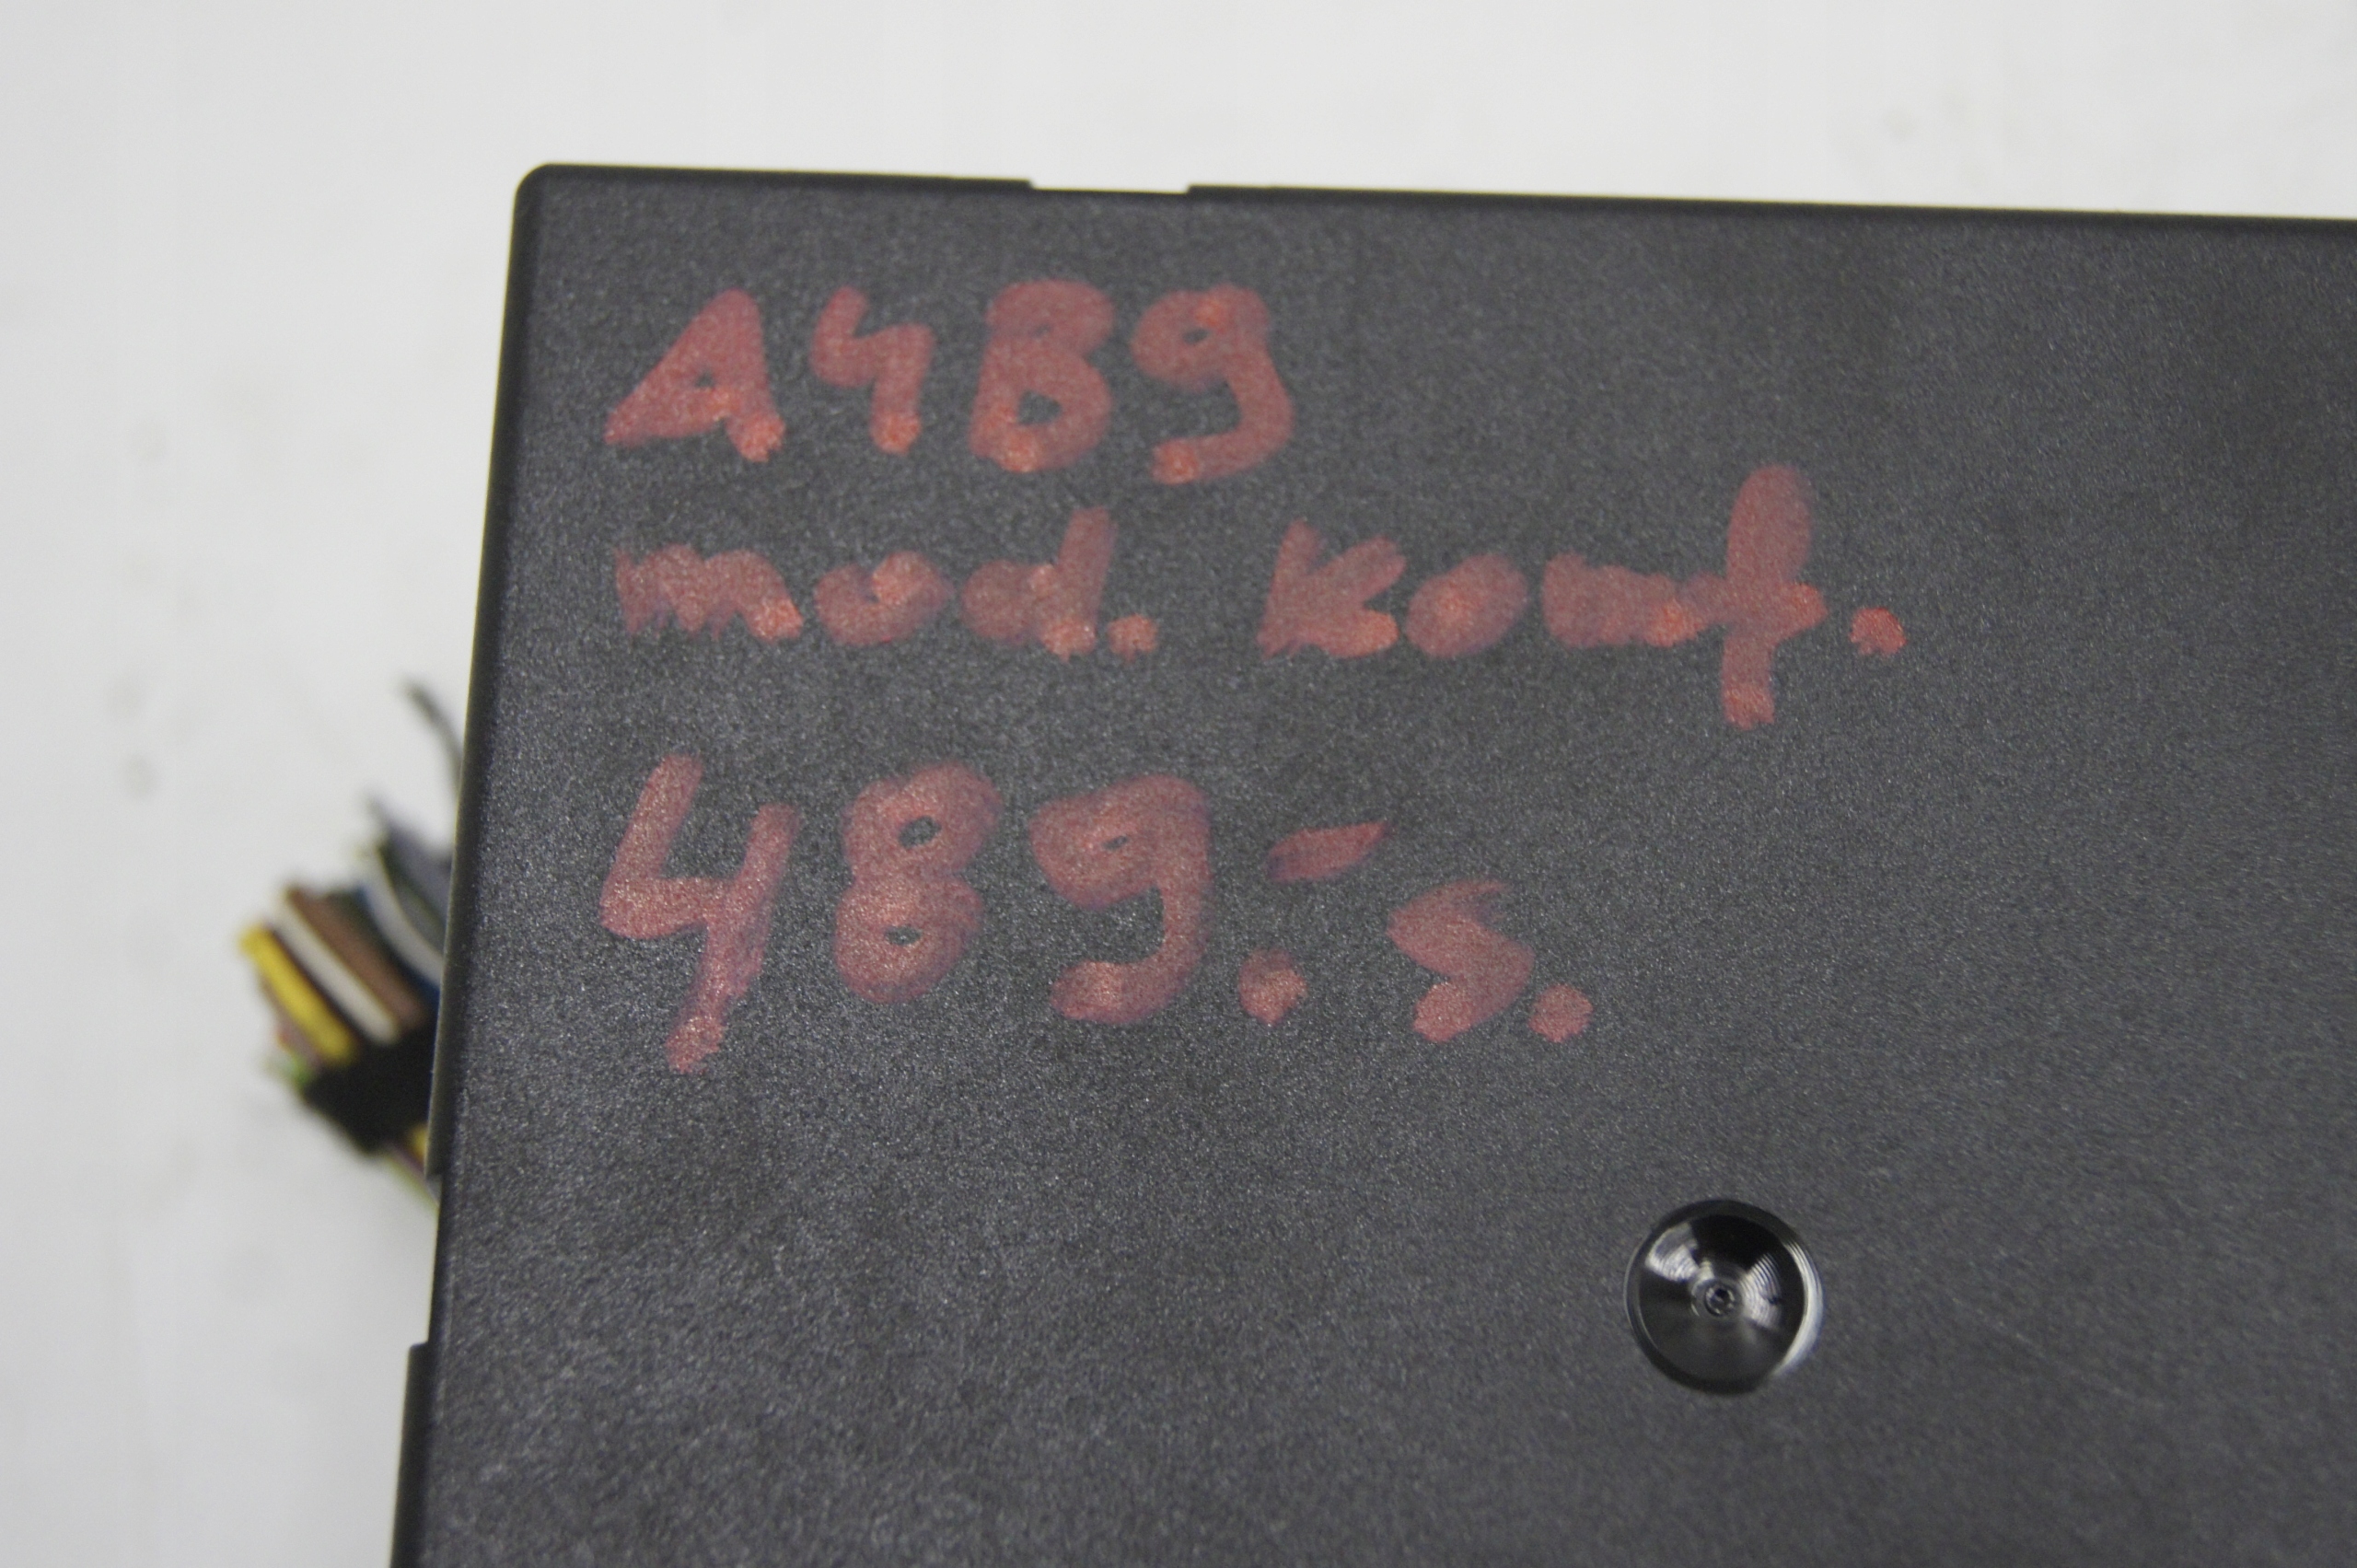 A4B9
mod. Komf.
489.- s.